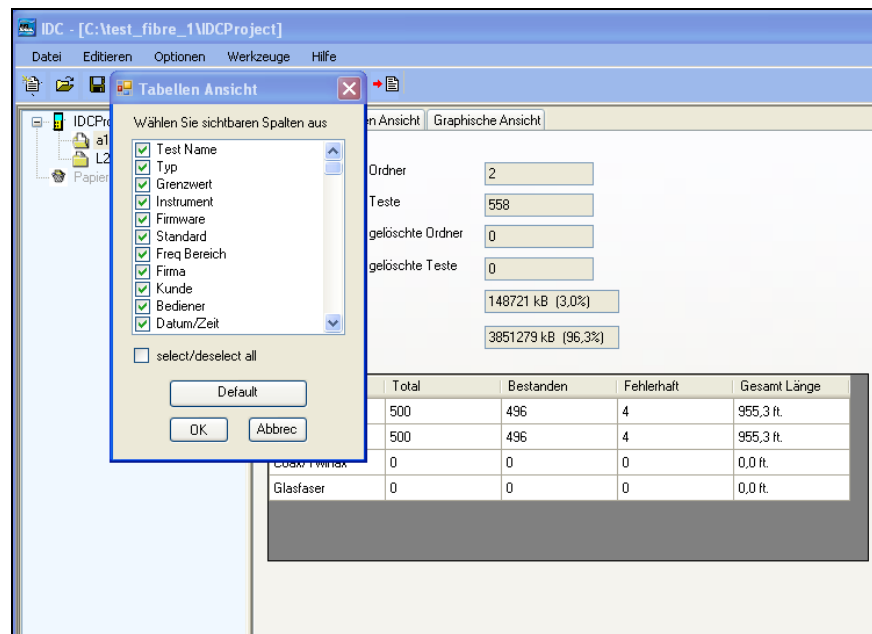 IDC - [C:\test_fibre_1\IDCProject]
Datei Editieren Optionen Werkzeuge Hilfe
Tabellen Ansicht
Wählen Sie sichtbaren Spalten aus
Test Name
Typ
Grenzwert
Instrument
Firmware
Standard
Freq Bereich
Firma
Kunde
Bediener
Datum/Zeit
select/deselect all
Default
OK Abbrec
IDCPr
a1
L2
Papier
en Ansicht Graphische Ansicht
Ordner 2
Teste 558
gelöschte Ordner 0
gelöschte Teste 0
148721 kB (3,0%)
3851279 kB (96,3%)
Total Bestanden Fehlerhaft Gesamt Länge
500 496 4 955,3 ft.
500 496 4 955,3 ft.
Coax/Twinax 0 0 0 0,0 ft.
Glasfaser 0 0 0 0,0 ft.